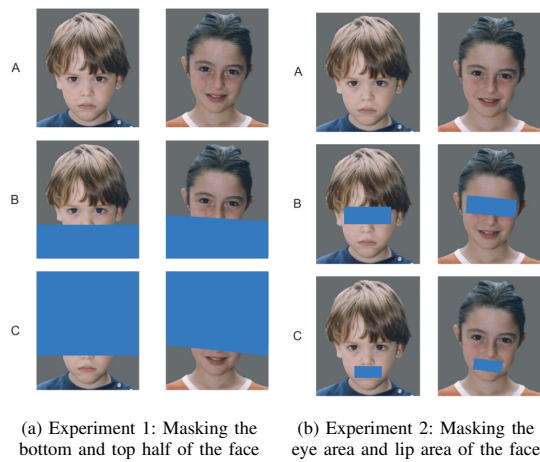 A
B
C
A
B
C
(a) Experiment 1: Masking the
bottom and top half of the face
(b) Experiment 2: Masking the
eye area and lip area of the face